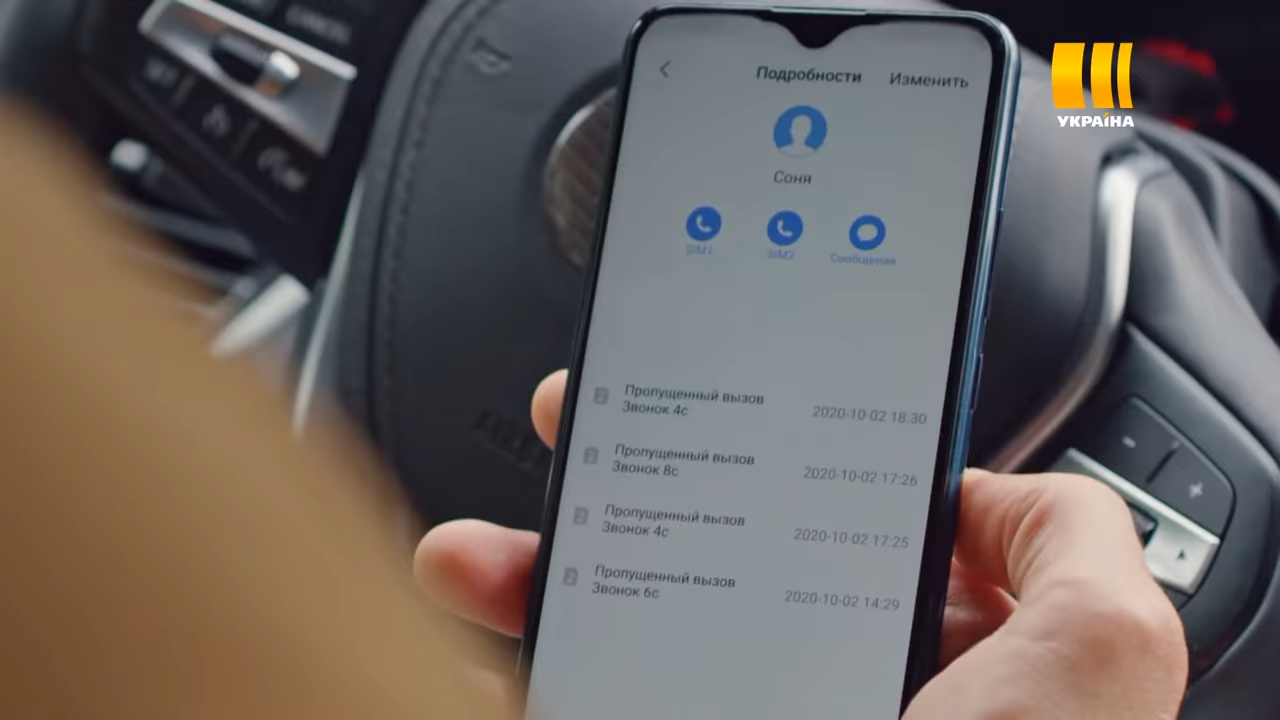 Подробности Изменить
УКРАЇНА
Соня
SIM1 SIM2 Сообщения
Пропущенный вызов
Звонок 4с 2020-10-02 18:30
Пропущенный вызов
Звонок 8с 2020-10-02 17:26
Пропущенный вызов
Звонок 4с 2020-10-02 17:25
Пропущенный вызов
Звонок 6с 2020-10-02 14:29
- +